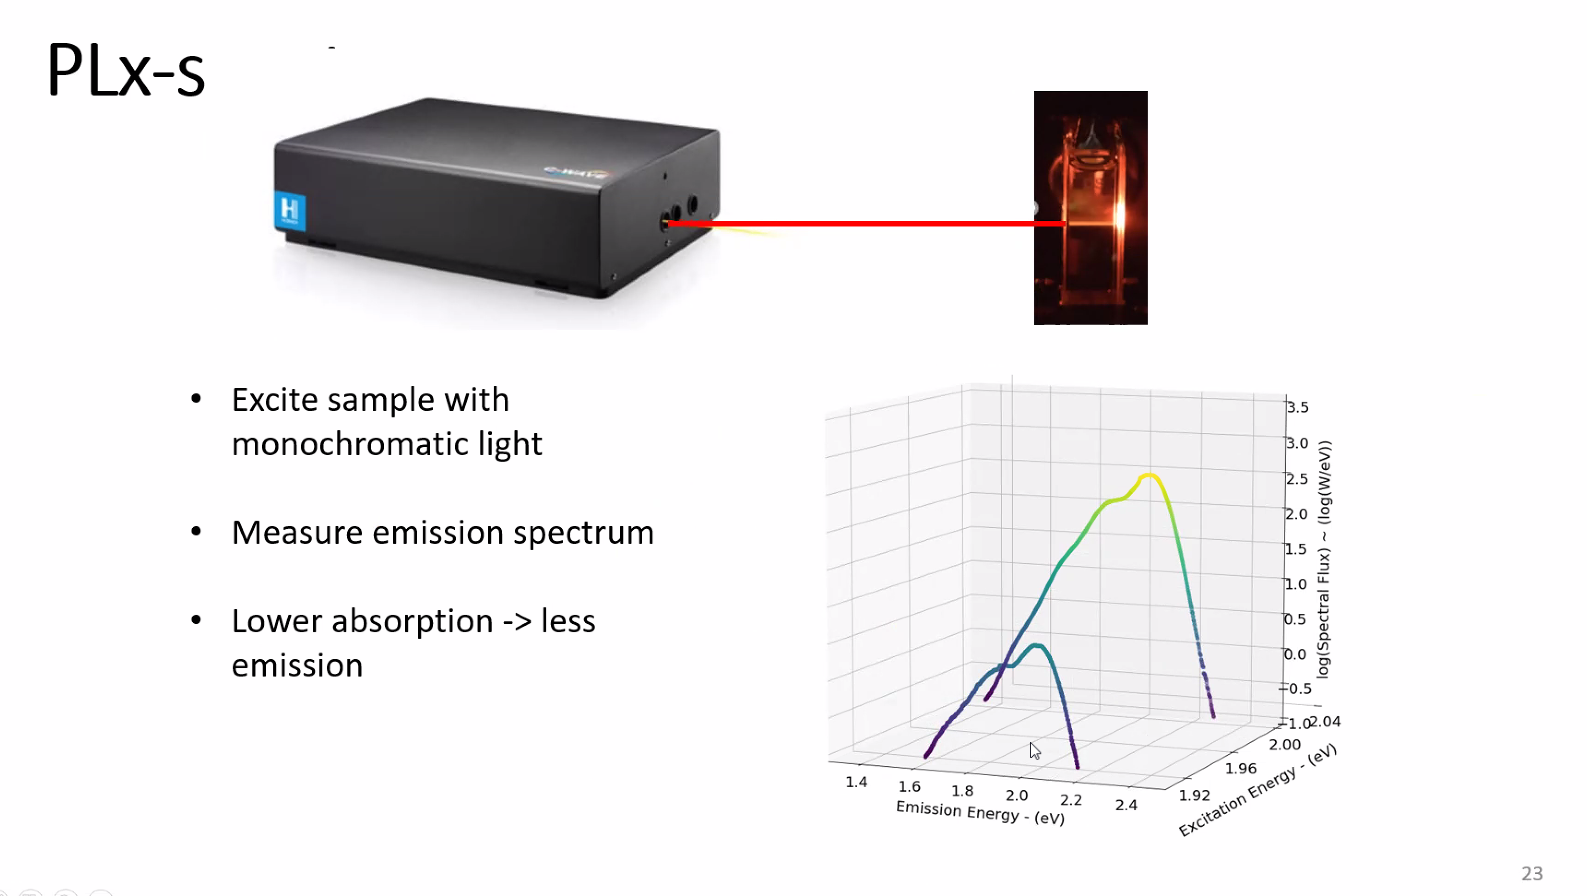 PLx-s
C-WAVE
H
• Excite sample with
monochromatic light
• Measure emission spectrum
• Lower absorption -> less
emission
3.5
3.0
2.5
2.0
1.5
1.0
0.5
0.0
−0.5
−1.0
log(Spectral Flux) ~ (log(W/eV))
2.04
2.00
1.96
1.92
Excitation Energy - (eV)
1.4 1.6 1.8 2.0 2.2 2.4
Emission Energy - (eV)
23